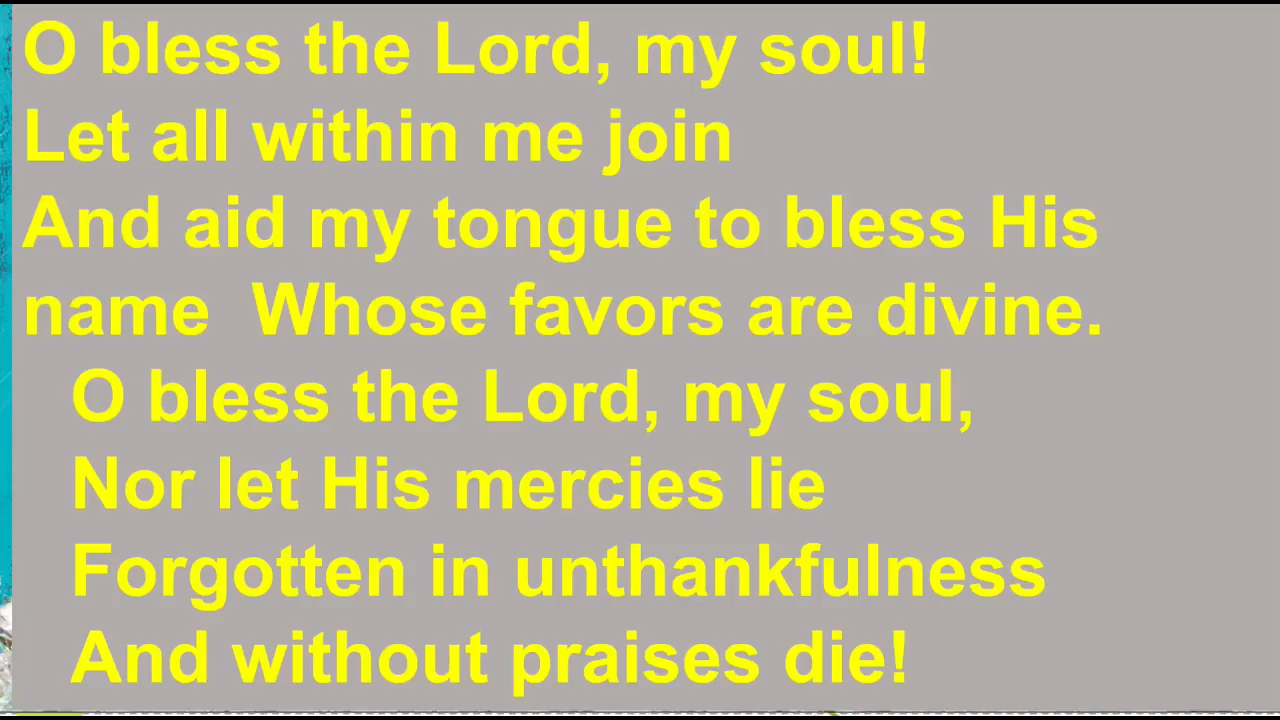 O bless the Lord, my soul!
Let all within me join
And aid my tongue to bless His
name  Whose favors are divine.
O bless the Lord, my soul,
Nor let His mercies lie
Forgotten in unthankfulness
And without praises die!